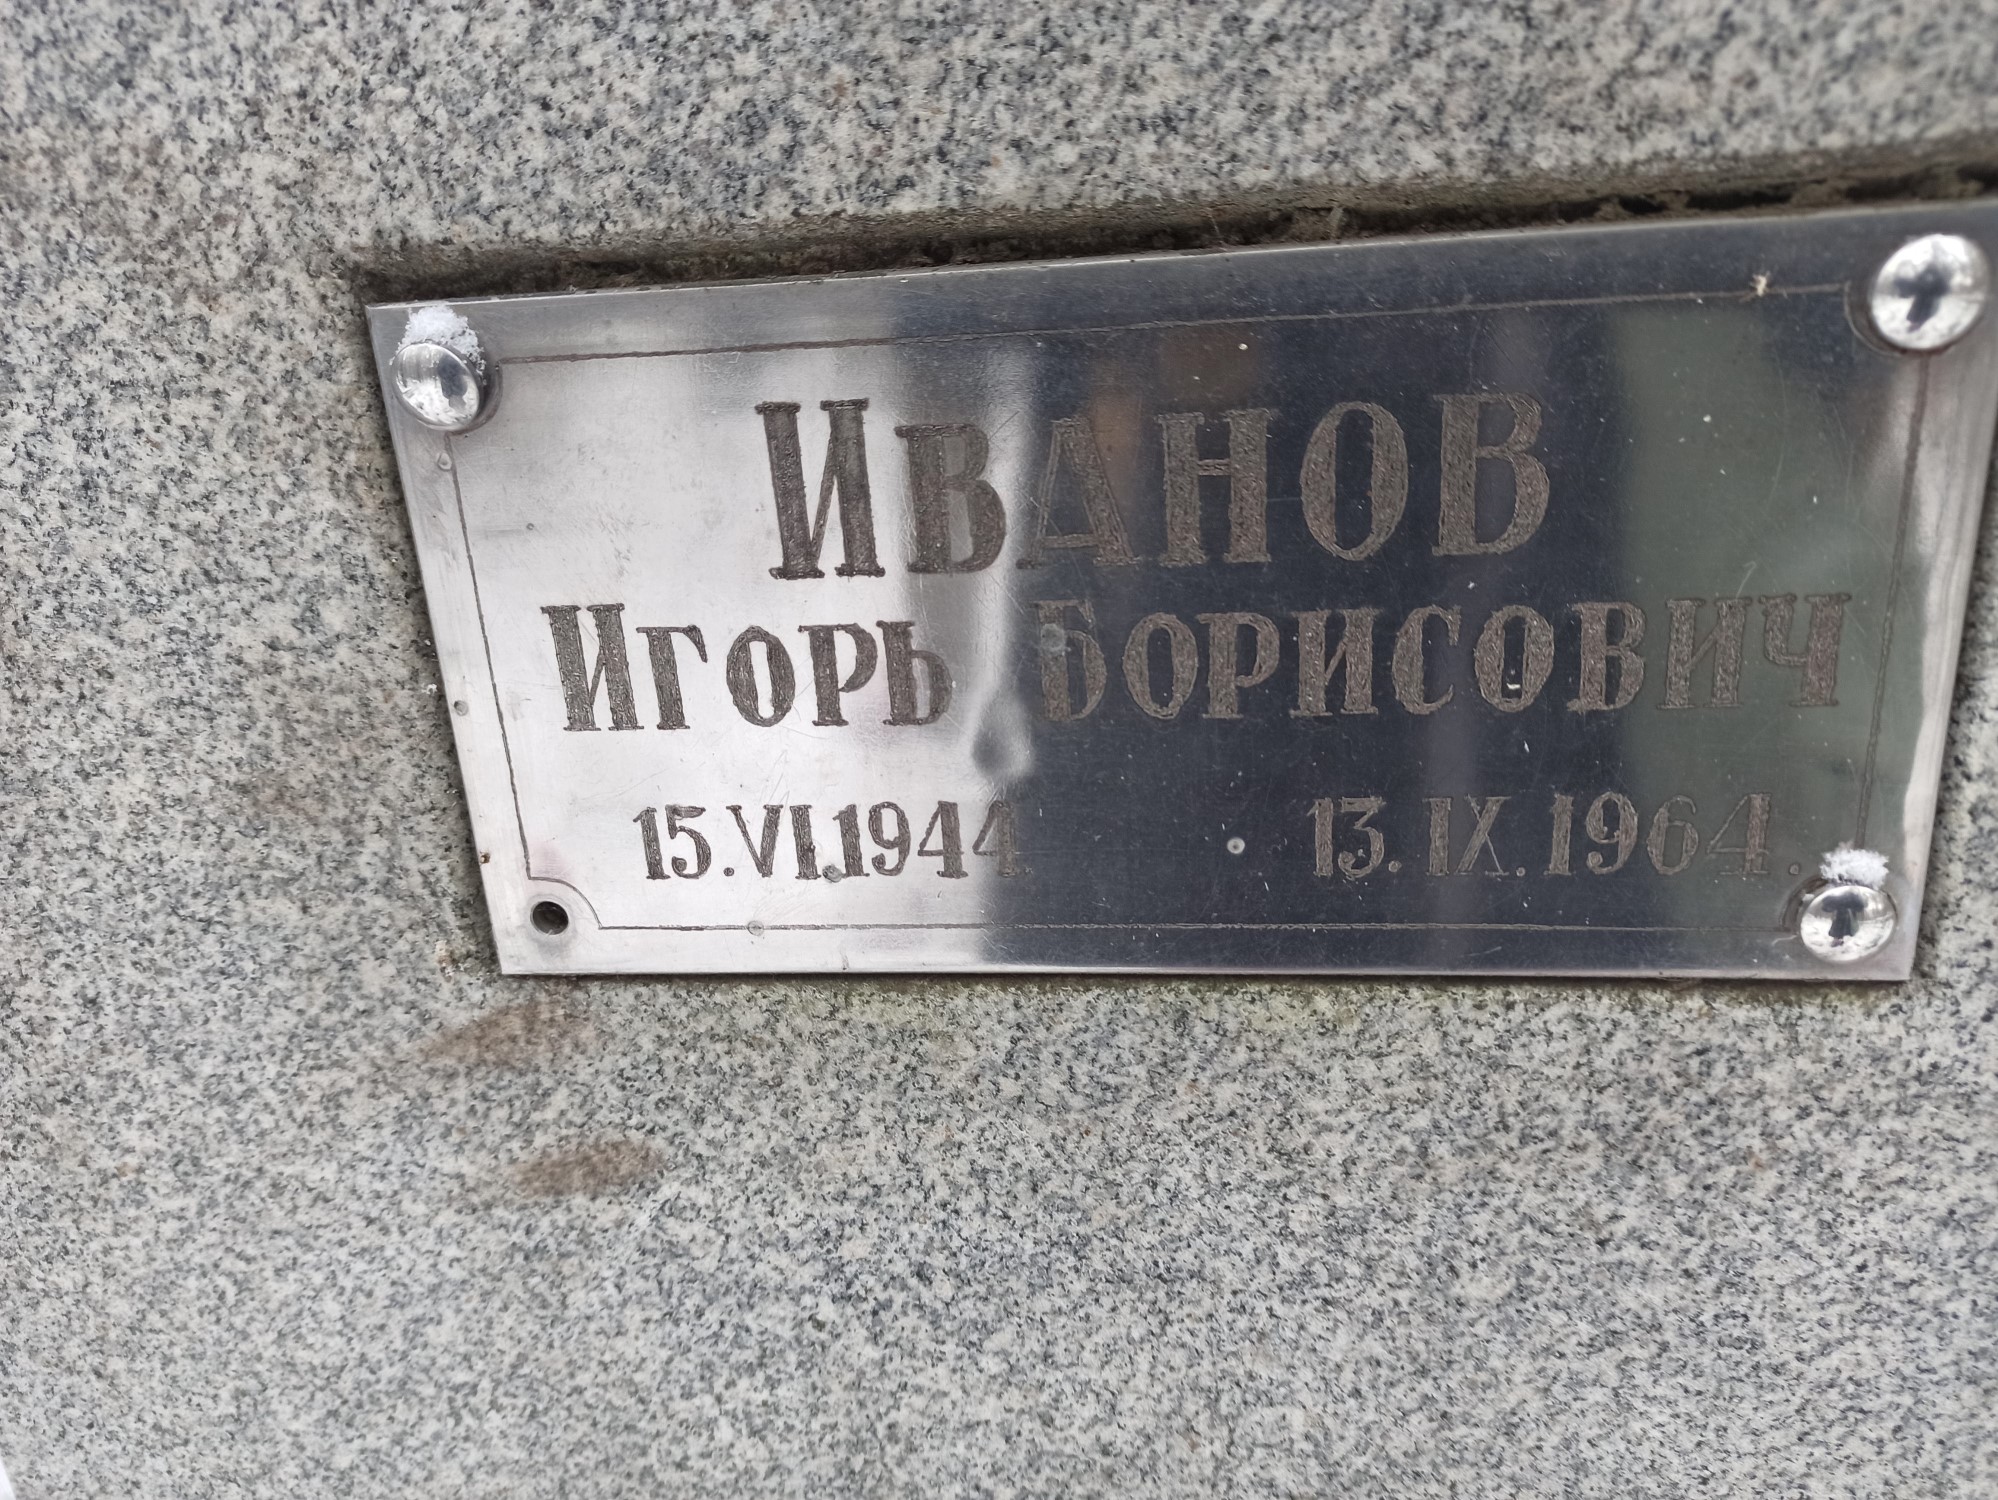 Иванов
Игорь Борисович
15.VI.1944. 13.IX.1964.